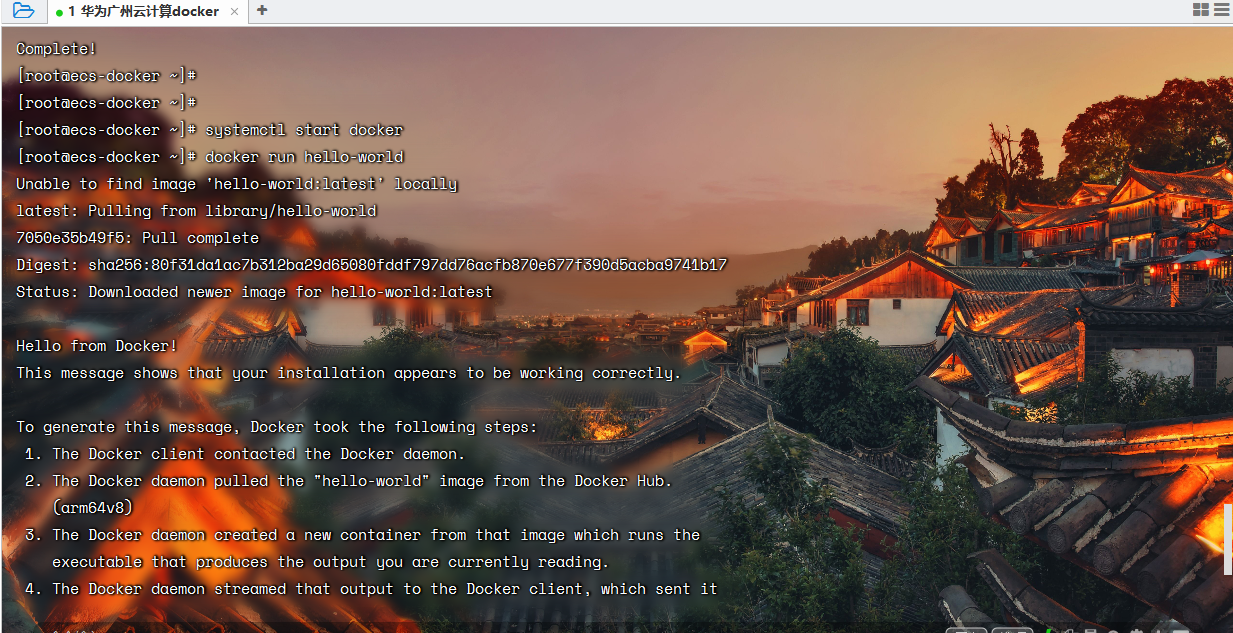 1 华为广州云计算docker
Complete!
[root@ecs-docker ~]#
[root@ecs-docker ~]#
[root@ecs-docker ~]# systemctl start docker
[root@ecs-docker ~]# docker run hello-world
Unable to find image 'hello-world:latest' locally
latest: Pulling from library/hello-world
7050e35b49f5: Pull complete
Digest: sha256:80f31da1ac7b312ba29d65080fddf797dd76acfb870e677f390d5acba9741b17
Status: Downloaded newer image for hello-world:latest
Hello from Docker!
This message shows that your installation appears to be working correctly.
To generate this message, Docker took the following steps:
1. The Docker client contacted the Docker daemon.
2. The Docker daemon pulled the "hello-world" image from the Docker Hub.
(arm64v8)
3. The Docker daemon created a new container from that image which runs the
executable that produces the output you are currently reading.
4. The Docker daemon streamed that output to the Docker client, which sent it